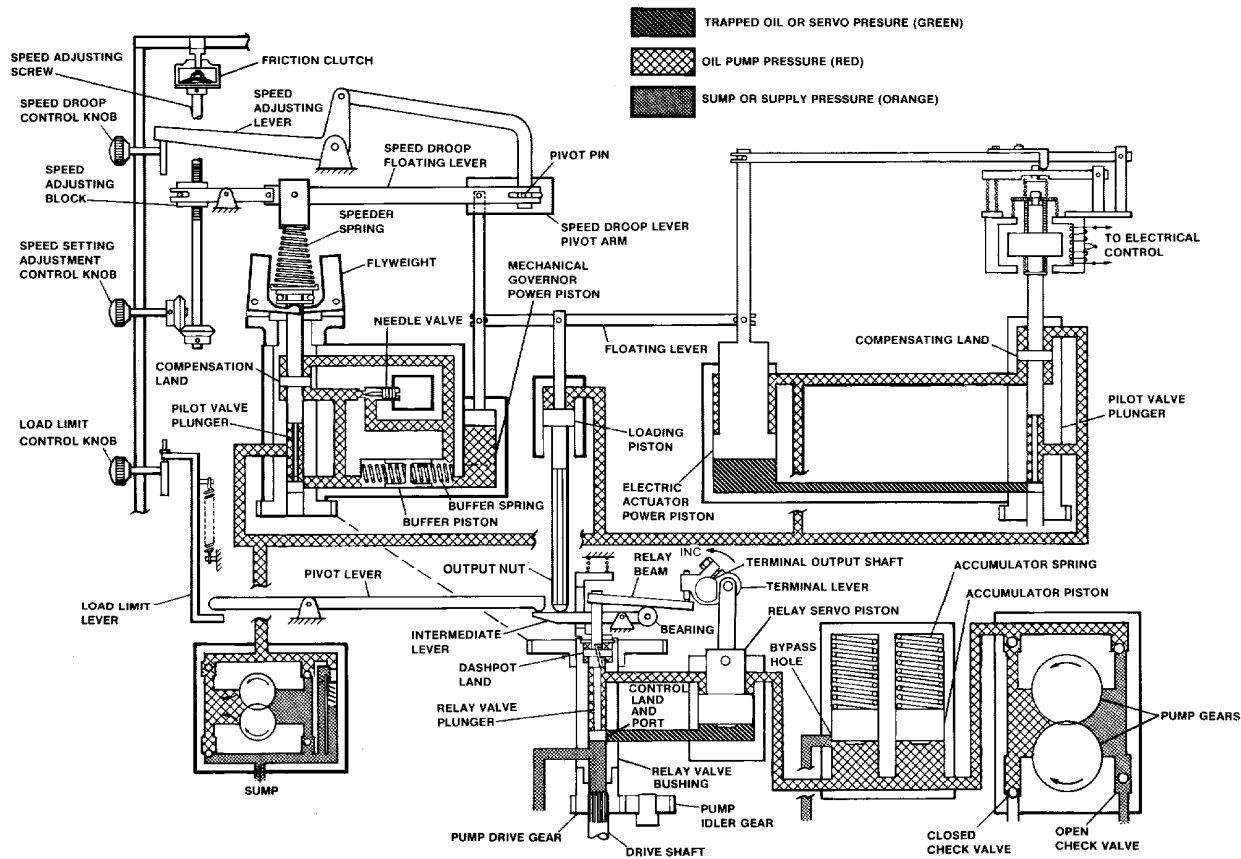 TRAPPED OIL OR SERVO PRESURE (GREEN)
OIL PUMP PRESSURE (RED)
SUMP OR SUPPLY PRESSURE (ORANGE)
SPEED ADJUSTING
SCREW
FRICTION CLUTCH
SPEED DROOP
CONTROL KNOB
SPEED
ADJUSTING
LEVER
SPEED DROOP
FLOATING LEVER
PIVOT PIN
SPEED
ADJUSTING
BLOCK
SPEEDER
SPRING
SPEED DROOP LEVER
PIVOT ARM
TO ELECTRICAL
CONTROL
SPEED SETTING
ADJUSTMENT
CONTROL KNOB
FLYWEIGHT
MECHANICAL
GOVERNOR
POWER PISTON
NEEDLE VALVE
FLOATING LEVER
COMPENSATING LAND
COMPENSATION
LAND
PILOT VALVE
PLUNGER
PILOT VALVE
PLUNGER
LOAD LIMIT
CONTROL KNOB
LOADING
PISTON
BUFFER SPRING
BUFFER PISTON
ELECTRIC
ACTUATOR
POWER PISTON
OUTPUT NUT
RELAY
BEAM
INC
TERMINAL OUTPUT SHAFT
TERMINAL LEVER
ACCUMULATOR SPRING
PIVOT LEVER
LOAD LIMIT
LEVER
RELAY SERVO PISTON
ACCUMULATOR PISTON
INTERMEDIATE
LEVER
BEARING
BYPASS
HOLE
DASHPOT
LAND
CONTROL
LAND
AND
PORT
RELAY VALVE
PLUNGER
PUMP GEARS
RELAY VALVE
BUSHING
SUMP
PUMP
IDLER GEAR
PUMP DRIVE GEAR
DRIVE SHAFT
CLOSED
CHECK VALVE
OPEN
CHECK VALVE